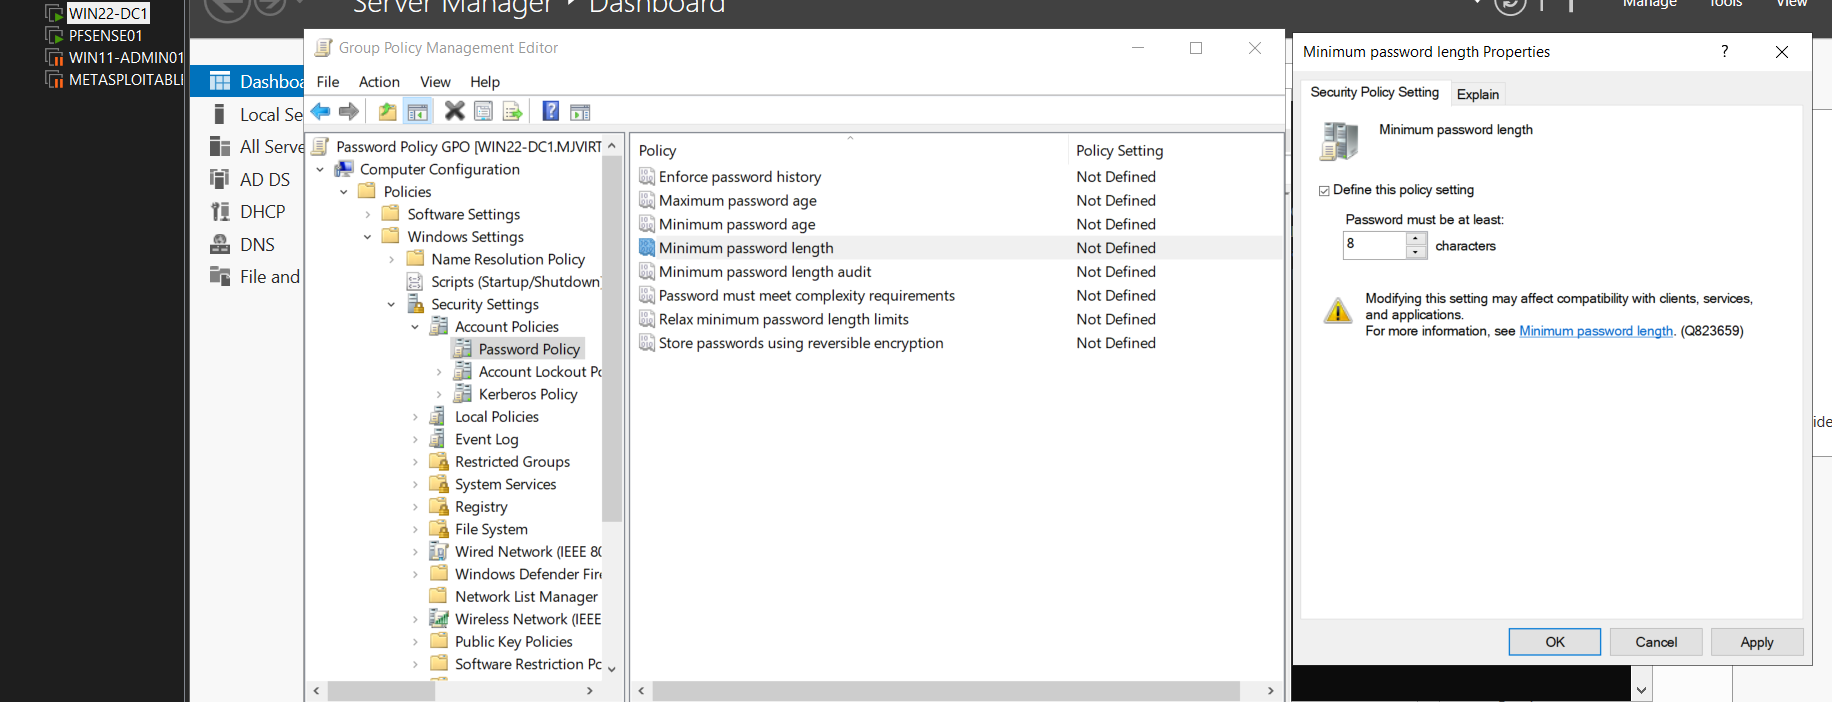 WIN22-DC1
PFSENSE01
WIN11-ADMIN01
METASPLOITABL
Server Manager
Dashboard
Manage
Tools
View
Dashboa
Local Se
All Serve
AD DS
DHCP
DNS
File and
Group Policy Management Editor
File Action View Help
Password Policy GPO [WIN22-DC1.MJVIRT
Computer Configuration
Policies
Software Settings
Windows Settings
Name Resolution Policy
Scripts (Startup/Shutdown)
Security Settings
Account Policies
Password Policy
Account Lockout Po
Kerberos Policy
Local Policies
Event Log
Restricted Groups
System Services
Registry
File System
Wired Network (IEEE 80
Windows Defender Fire
Network List Manager
Wireless Network (IEEE
Public Key Policies
Software Restriction Po
Policy Policy Setting
Enforce password history Not Defined
Maximum password age Not Defined
Minimum password age Not Defined
Minimum password length Not Defined
Minimum password length audit Not Defined
Password must meet complexity requirements Not Defined
Relax minimum password length limits Not Defined
Store passwords using reversible encryption Not Defined
Minimum password length Properties
?
Security Policy Setting Explain
Minimum password length
Define this policy setting
Password must be at least:
8 characters
Modifying this setting may affect compatibility with clients, services,
and applications.
For more information, see Minimum password length. (Q823659)
OK Cancel Apply
ide